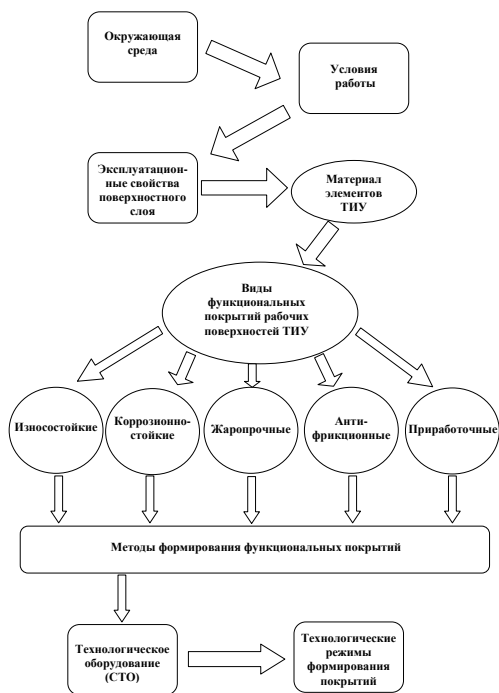 Окружающая
среда
Условия
работы
Эксплуатацион-
ные свойства
поверхностного
слоя
Материал
элементов
ТИУ
Виды
функциональных
покрытий рабочих
поверхностей ТИУ
Износостойкие
Коррозионно-
стойкие
Жаропрочные
Анти-
фрикционные
Приработочные
Методы формирования функциональных покрытий
Технологическое
оборудование
(СТО)
Технологические
режимы
формирования
покрытий